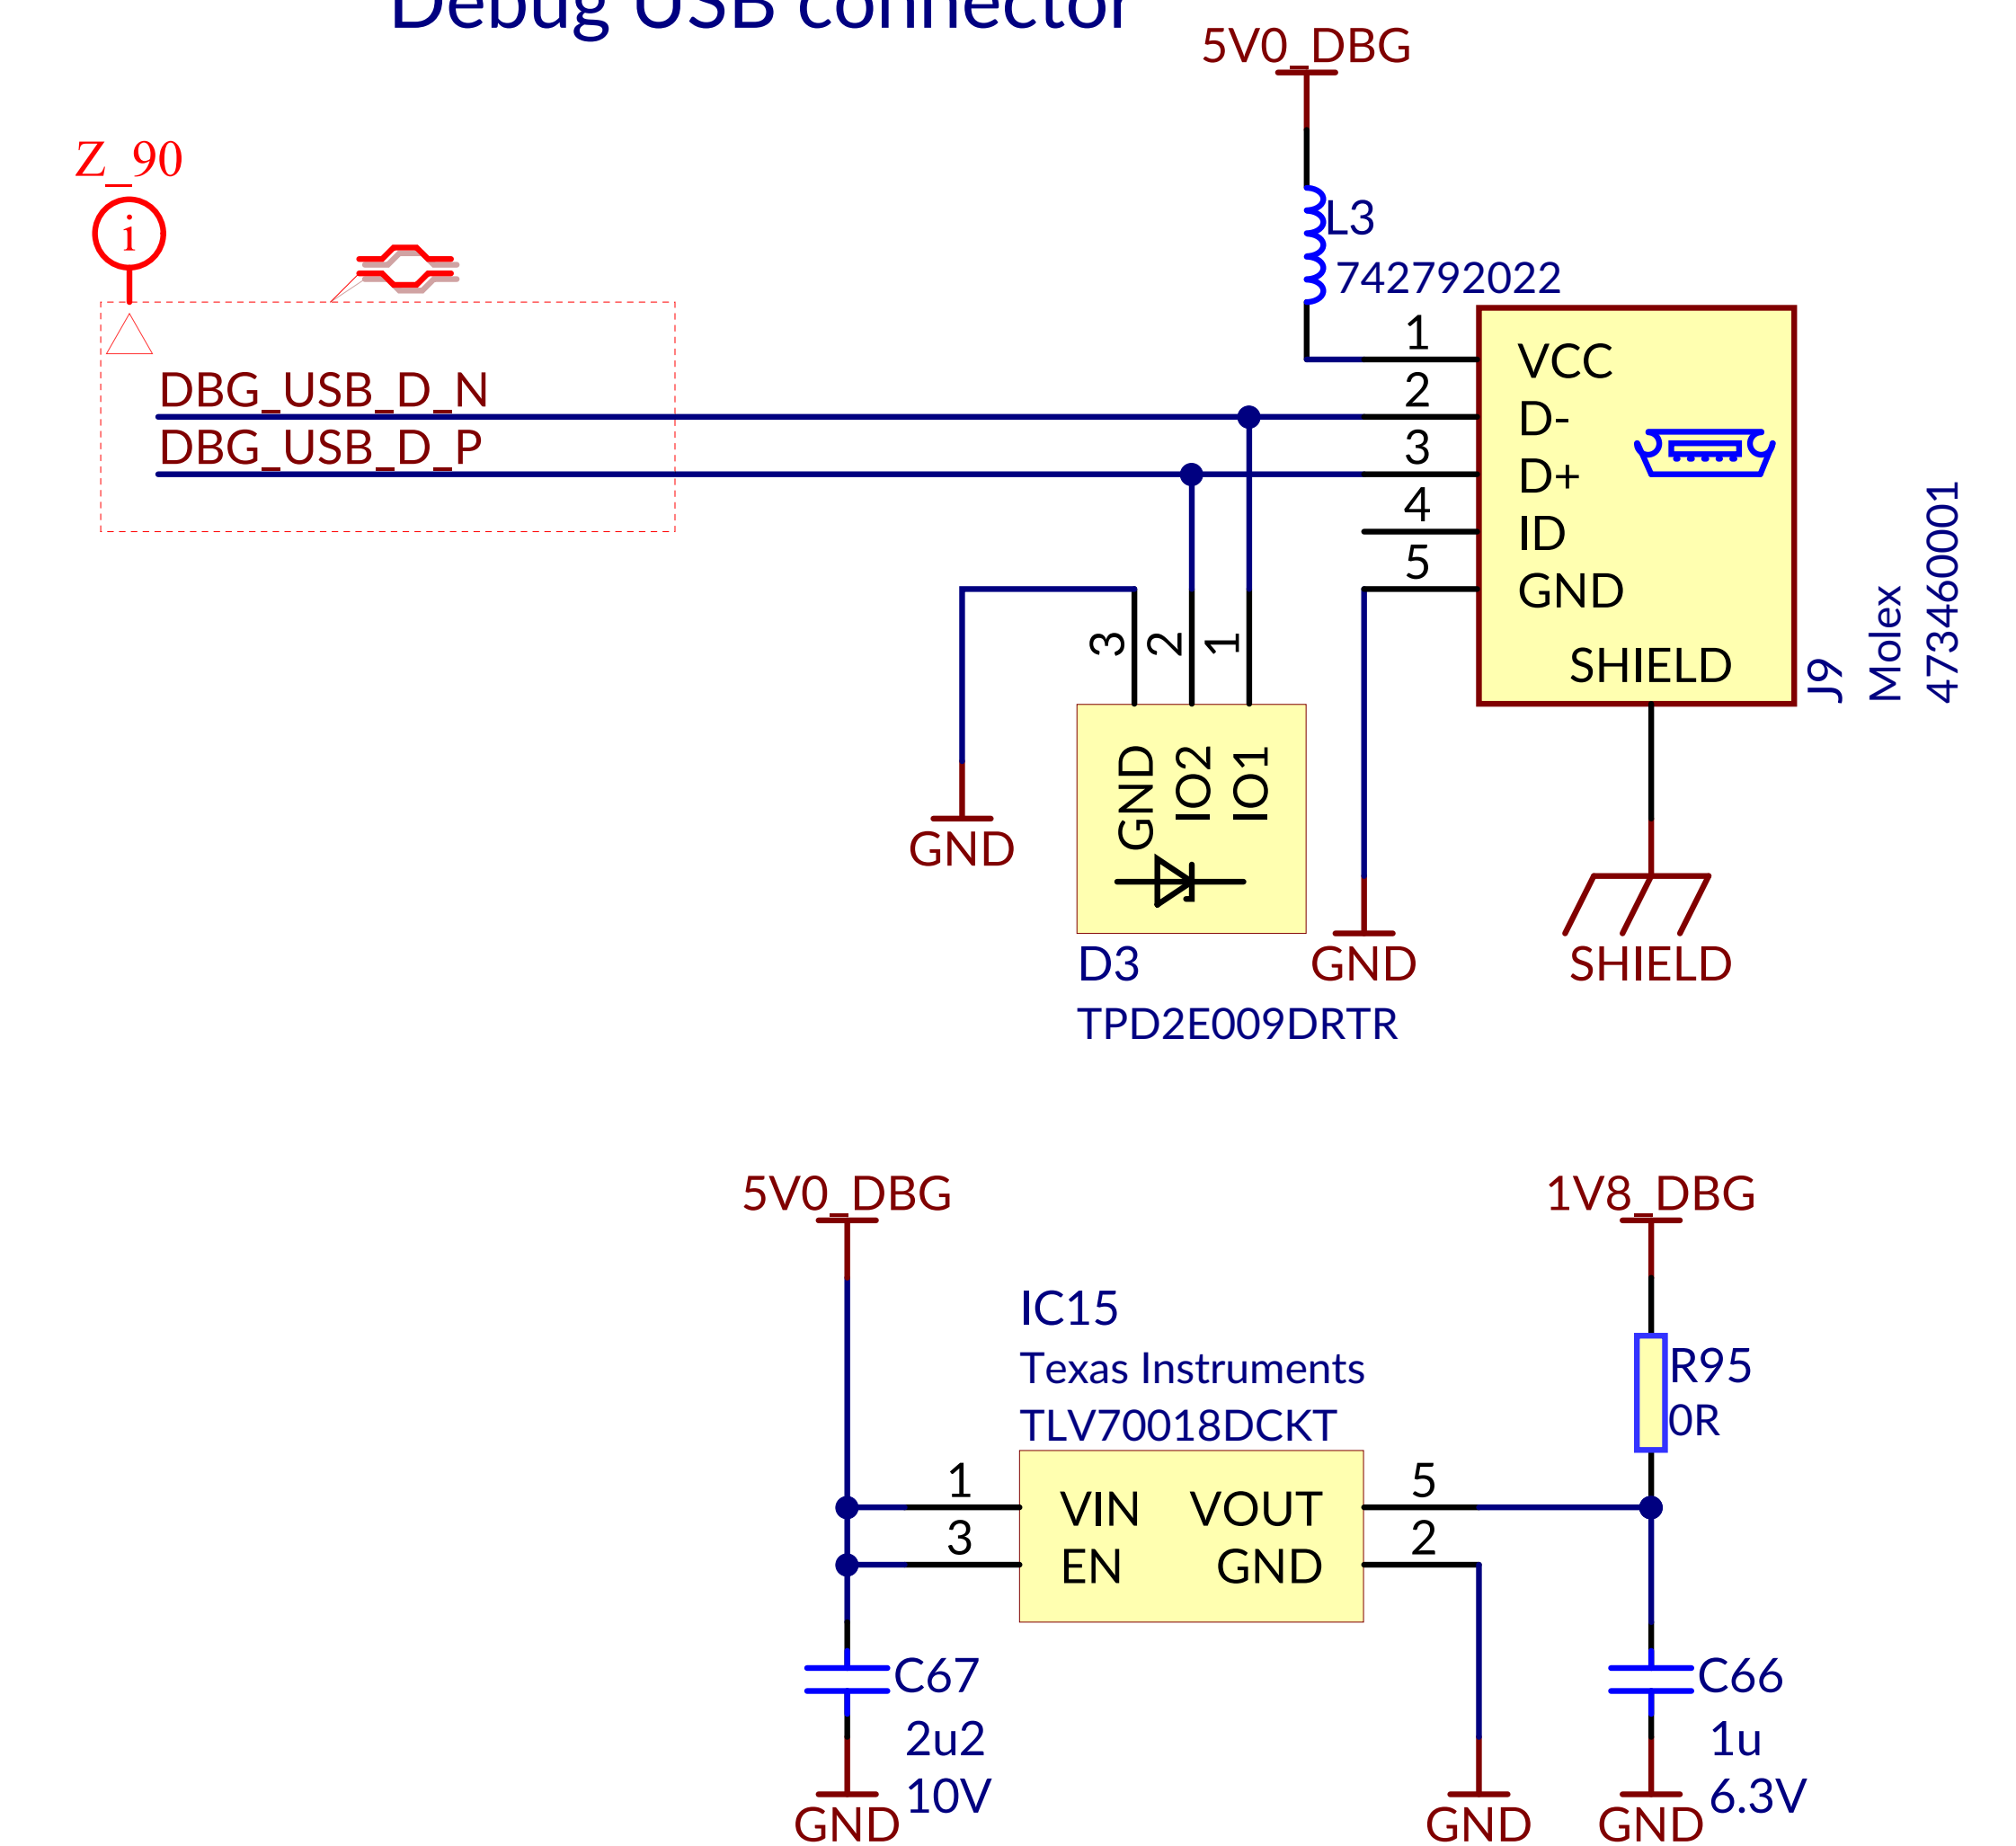 Debug USB connector
5V0_DBG
Z_90
i
L3
742792022
DBG_USB_D_N
DBG_USB_D_P
1
2
3
4
5
VCC
D-
D+
ID
GND
SHIELD
J9
Molex
473460001
3
2
1
GND
IO2
IO1
GND
D3
TPD2E009DRTR
GND
SHIELD
5V0_DBG
1V8_DBG
IC15
Texas Instruments
TLV70018DCKT
R95
0R
1
3
VIN
EN
VOUT
GND
5
2
C67
2u2
10V
GND
GND
C66
1u
6.3V
GND